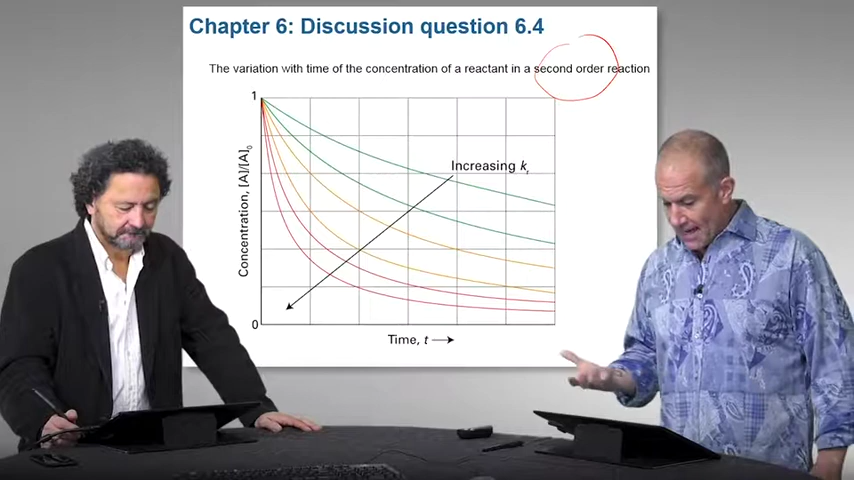 Chapter 6: Discussion question 6.4
The variation with time of the concentration of a reactant in a second order reaction
1
Concentration, [A]/[A]₀
Increasing kᵣ
0
Time, t →